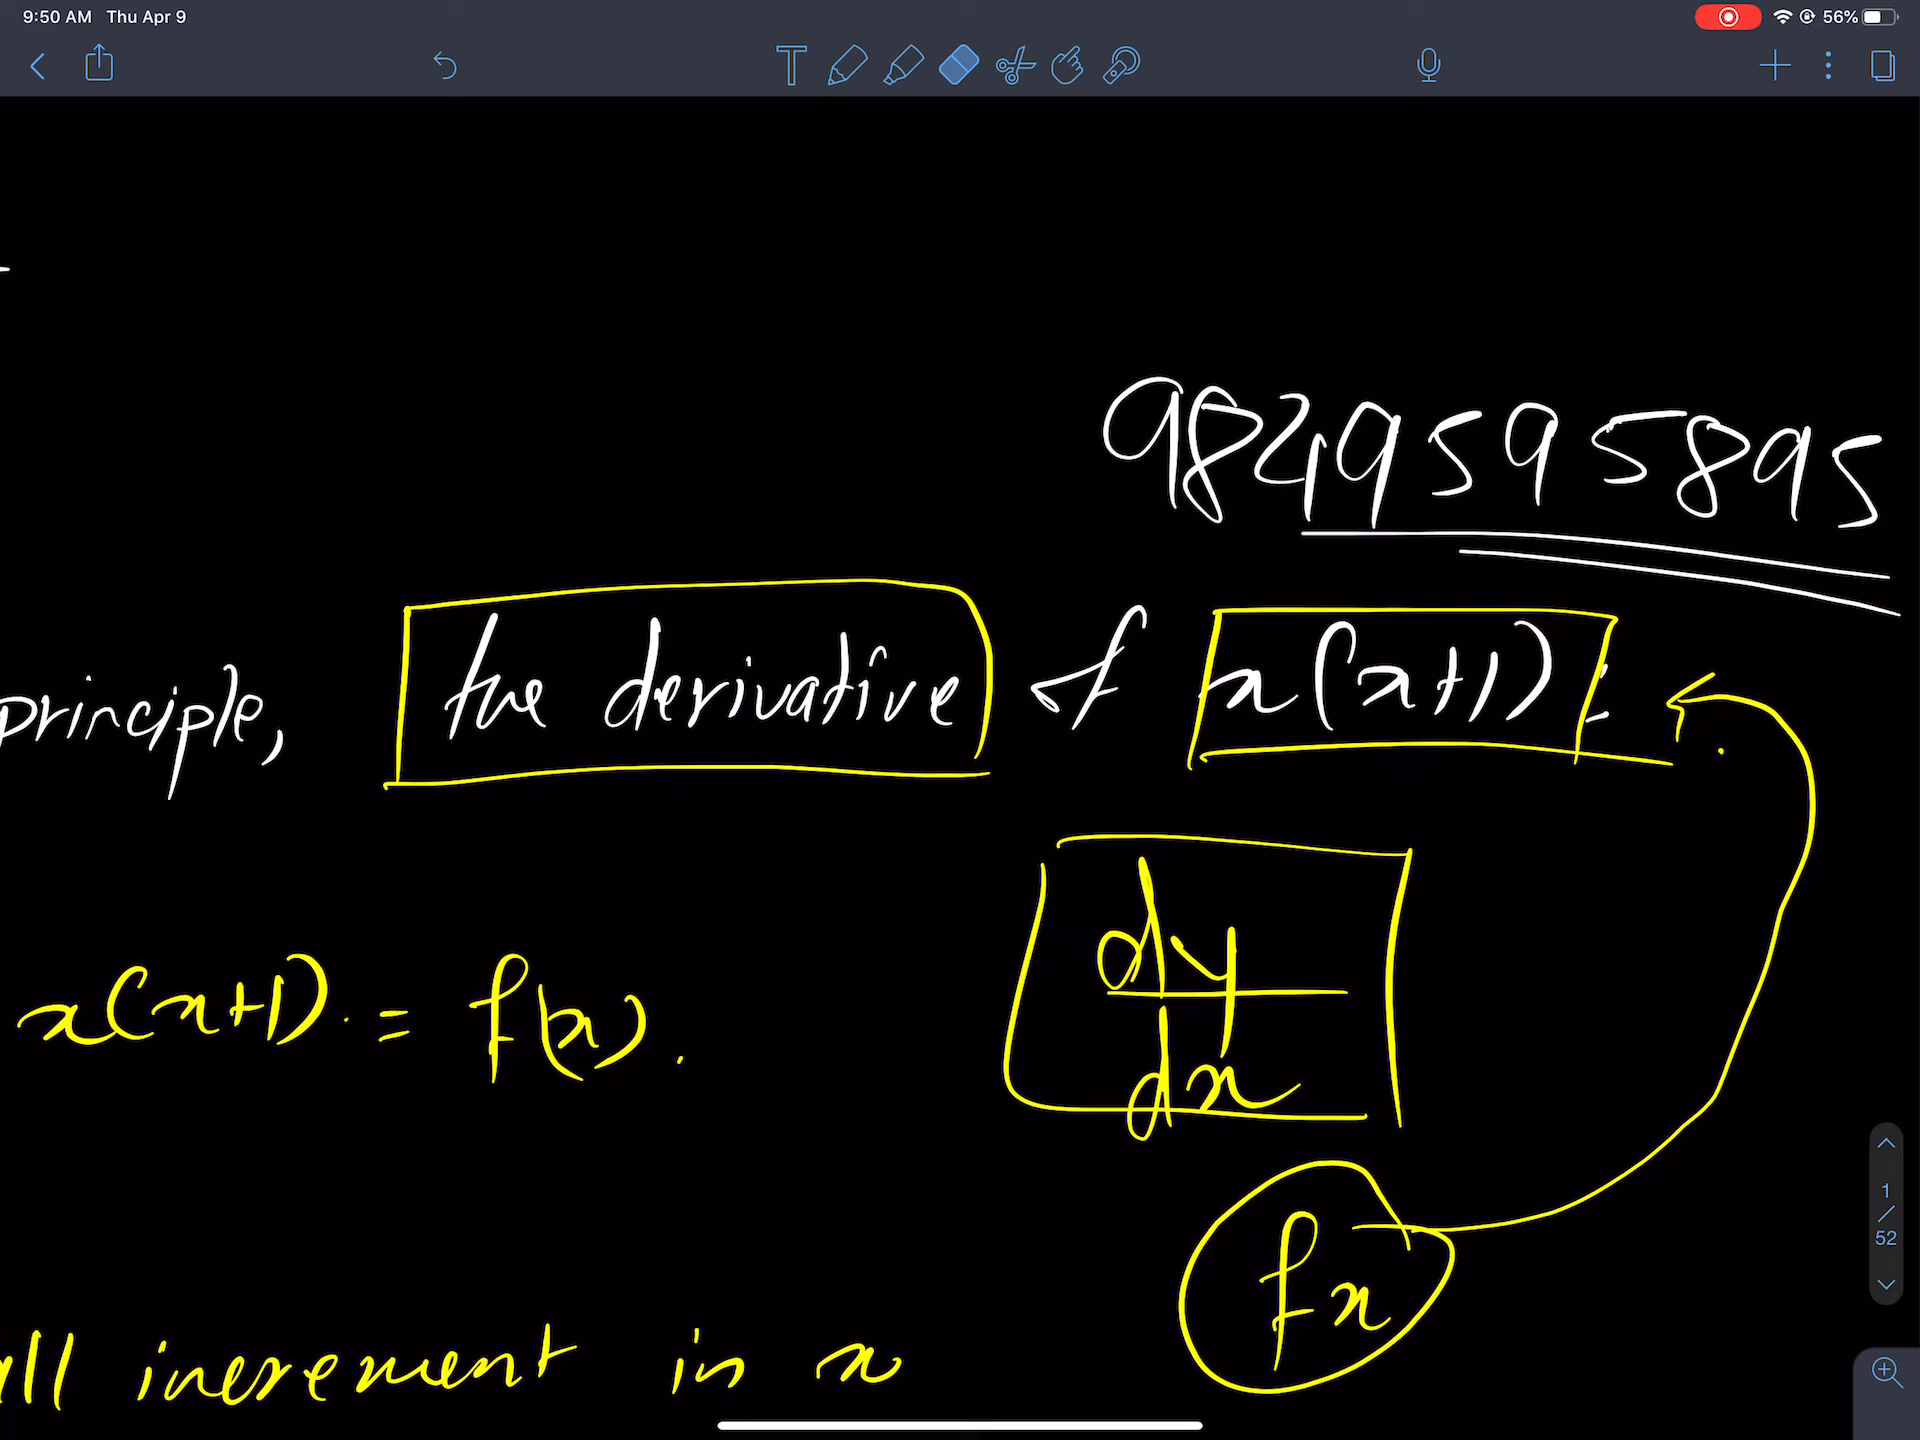 9:50 AM Thu Apr 9
56%
9849595895
principle, the derivative of x(x+1):
dy
dx
x(x+1). = f(x).
fx
1
/
52
all increment in x